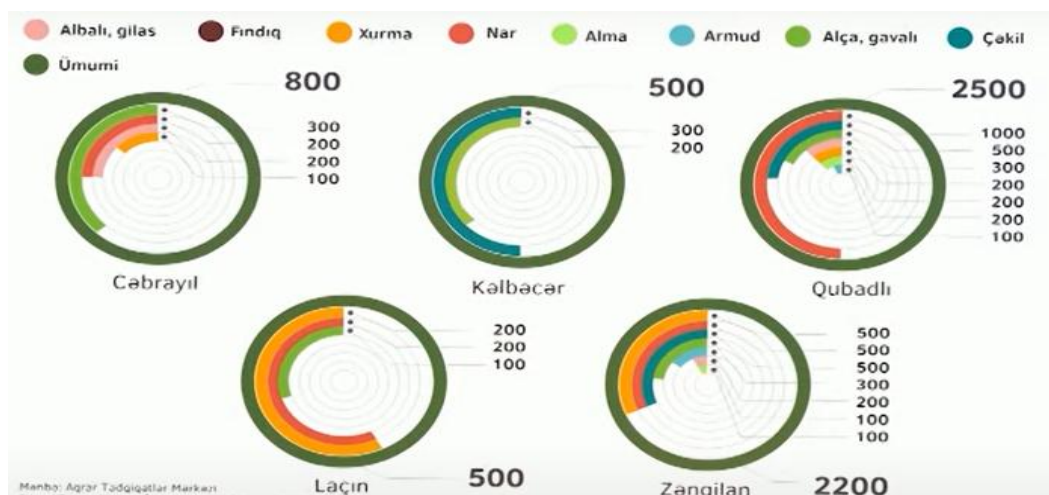 Albalı, gilas
Fındıq
Xurma
Nar
Alma
Armud
Alça, gavalı
Çəkil
Ümumi
800
300
200
200
100
Cəbrayıl
500
300
200
Kəlbəcər
2500
1000
500
300
200
200
200
100
Qubadlı
200
200
100
500
Laçın
500
500
500
300
200
100
100
2200
Zəngilan
Mənbə: Aqrar Tədqiqatlar Mərkəzi